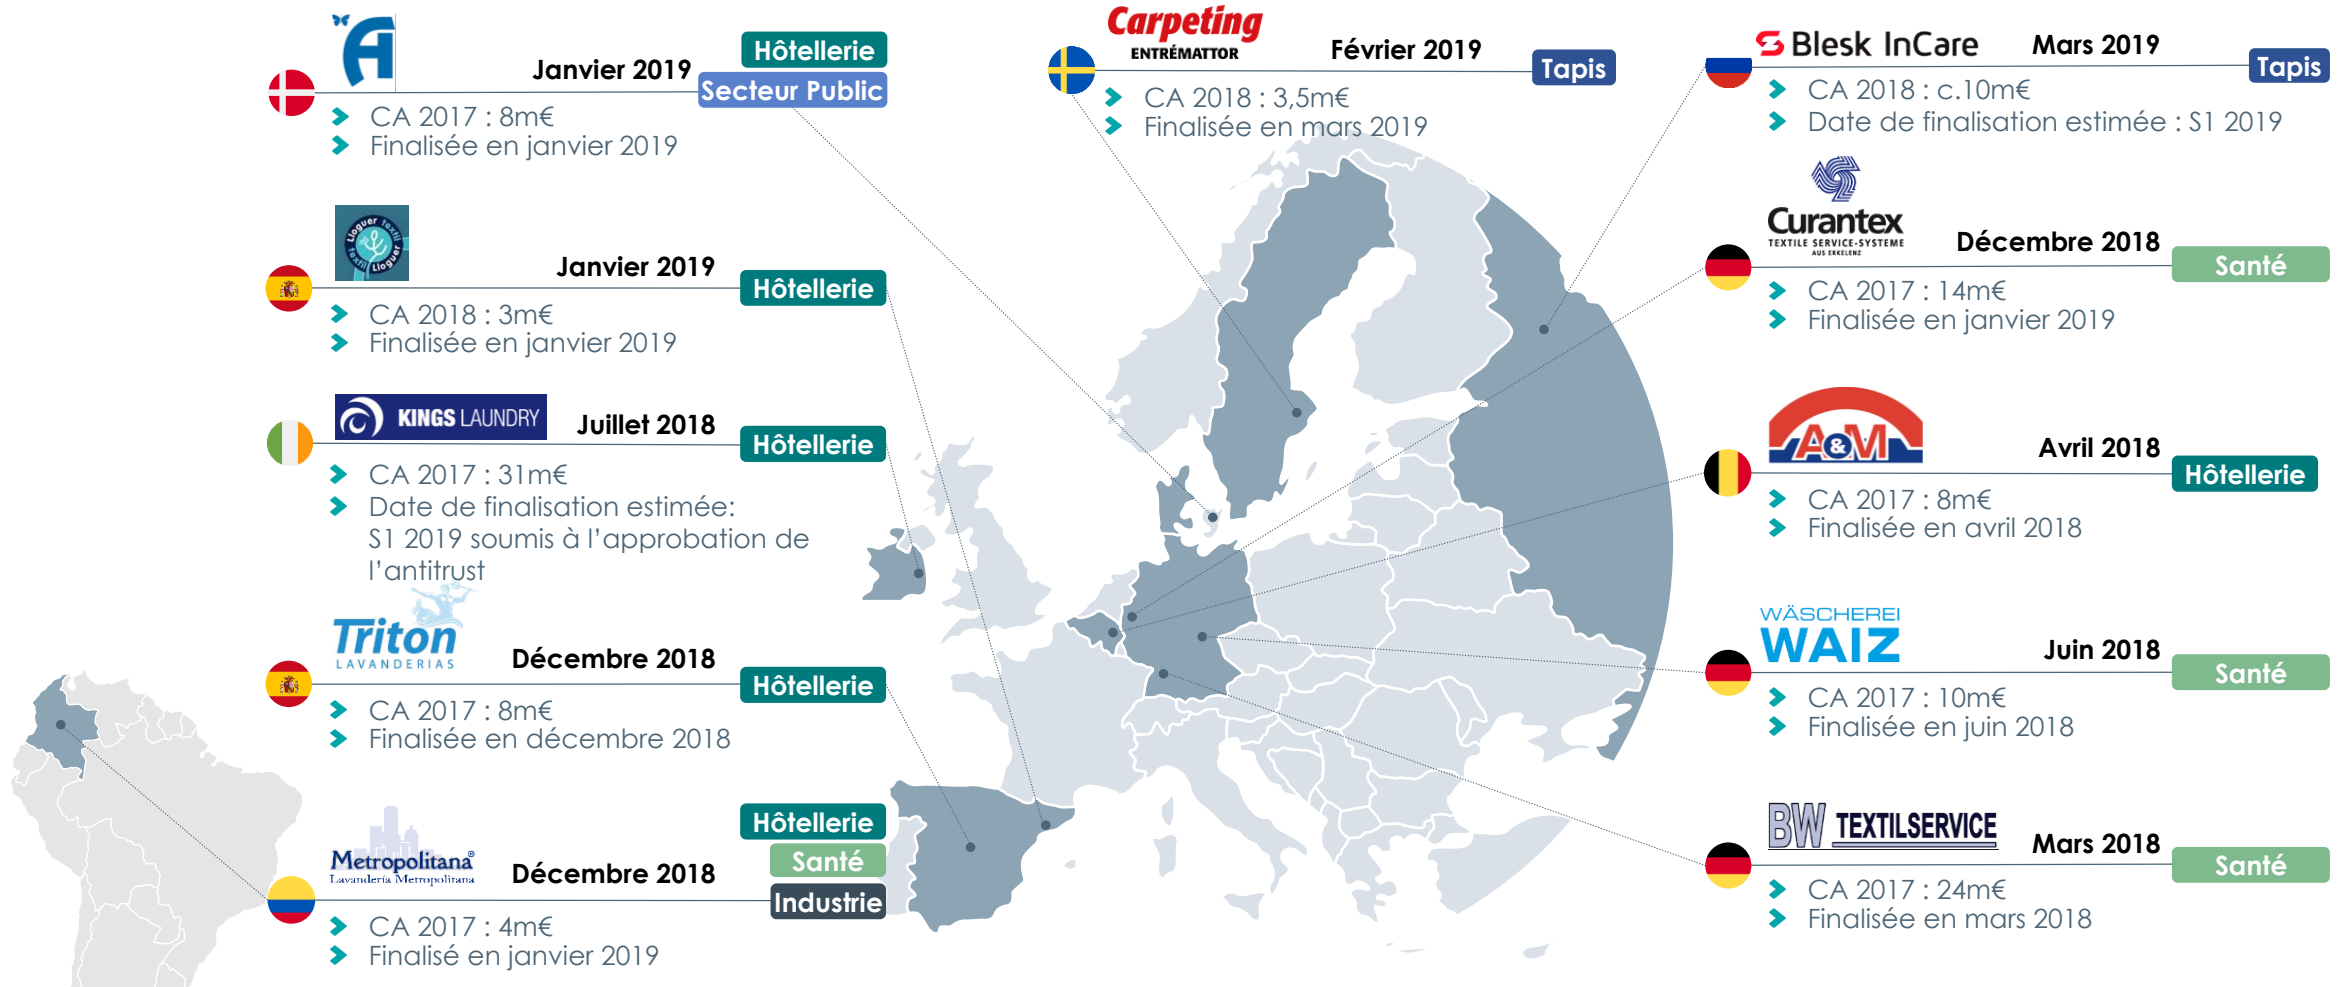 Janvier 2019
Hôtellerie
Secteur Public
CA 2017 : 8m€
Finalisée en janvier 2019
Lloguer textil
textil Lloguer
Janvier 2019
Hôtellerie
CA 2018 : 3m€
Finalisée en janvier 2019
KINGS LAUNDRY
Juillet 2018
Hôtellerie
CA 2017 : 31m€
Date de finalisation estimée:
S1 2019 soumis à l’approbation de
l’antitrust
Triton
LAVANDERIAS
Décembre 2018
Hôtellerie
CA 2017 : 8m€
Finalisée en décembre 2018
Metropolitana®
Lavandería Metropolitana
Décembre 2018
Hôtellerie
Santé
Industrie
CA 2017 : 4m€
Finalisé en janvier 2019
Carpeting
ENTRÉMATTOR
Février 2019
Tapis
CA 2018 : 3,5m€
Finalisée en mars 2019
Blesk InCare
Mars 2019
Tapis
CA 2018 : c.10m€
Date de finalisation estimée : S1 2019
Curantex
TEXTILE SERVICE-SYSTEME
AUS ERKELENZ
Décembre 2018
Santé
CA 2017 : 14m€
Finalisée en janvier 2019
A&M
Avril 2018
Hôtellerie
CA 2017 : 8m€
Finalisée en avril 2018
WÄSCHEREI
WAIZ
Juin 2018
Santé
CA 2017 : 10m€
Finalisée en juin 2018
BW TEXTILSERVICE
Mars 2018
Santé
CA 2017 : 24m€
Finalisée en mars 2018